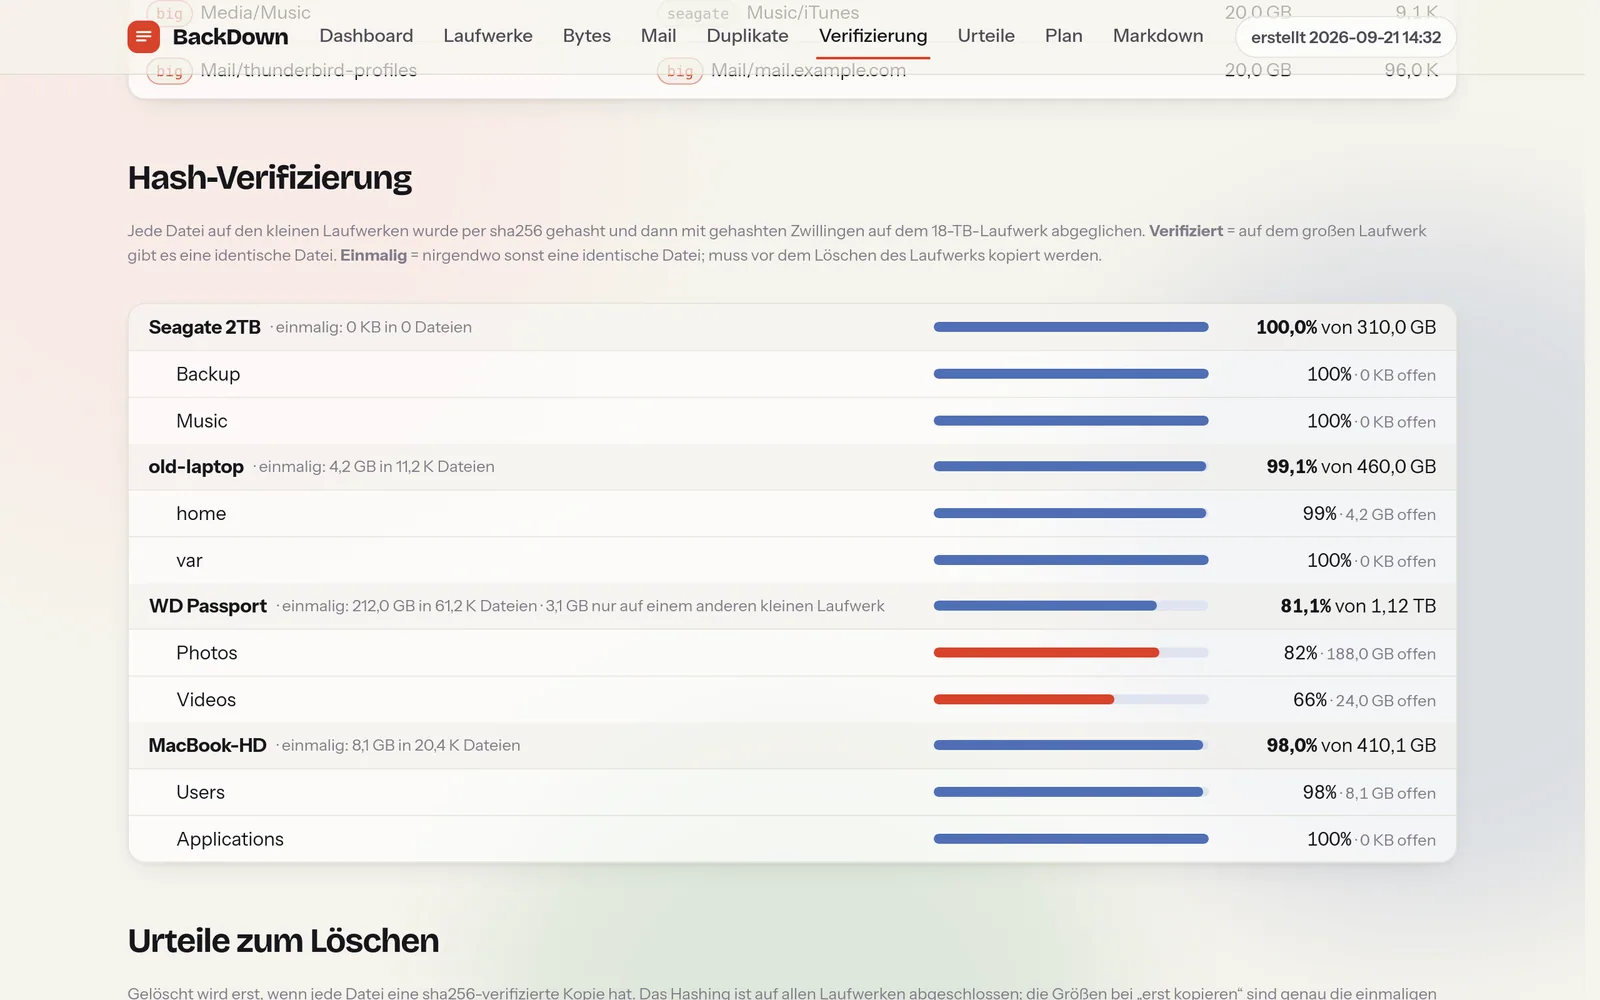 big Media/Music seagate Music/iTunes 20,0 GB 9,1 K
BackDown Dashboard Laufwerke Bytes Mail Duplikate Verifizierung Urteile Plan Markdown erstellt 2026-09-21 14:32
big Mail/thunderbird-profiles big Mail/mail.example.com 20,0 GB 96,0 K
Hash-Verifizierung
Jede Datei auf den kleinen Laufwerken wurde per sha256 gehasht und dann mit gehashten Zwillingen auf dem 18-TB-Laufwerk abgeglichen. Verifiziert = auf dem großen Laufwerk
gibt es eine identische Datei. Einmalig = nirgendwo sonst eine identische Datei; muss vor dem Löschen des Laufwerks kopiert werden.
Seagate 2TB · einmalig: 0 KB in 0 Dateien 100,0% von 310,0 GB
Backup 100% · 0 KB offen
Music 100% · 0 KB offen
old-laptop · einmalig: 4,2 GB in 11,2 K Dateien 99,1% von 460,0 GB
home 99% · 4,2 GB offen
var 100% · 0 KB offen
WD Passport · einmalig: 212,0 GB in 61,2 K Dateien · 3,1 GB nur auf einem anderen kleinen Laufwerk 81,1% von 1,12 TB
Photos 82% · 188,0 GB offen
Videos 66% · 24,0 GB offen
MacBook-HD · einmalig: 8,1 GB in 20,4 K Dateien 98,0% von 410,1 GB
Users 98% · 8,1 GB offen
Applications 100% · 0 KB offen
Urteile zum Löschen
Gelöscht wird erst, wenn jede Datei eine sha256-verifizierte Kopie hat. Das Hashing ist auf allen Laufwerken abgeschlossen; die Größen bei „erst kopieren“ sind genau die einmaligen